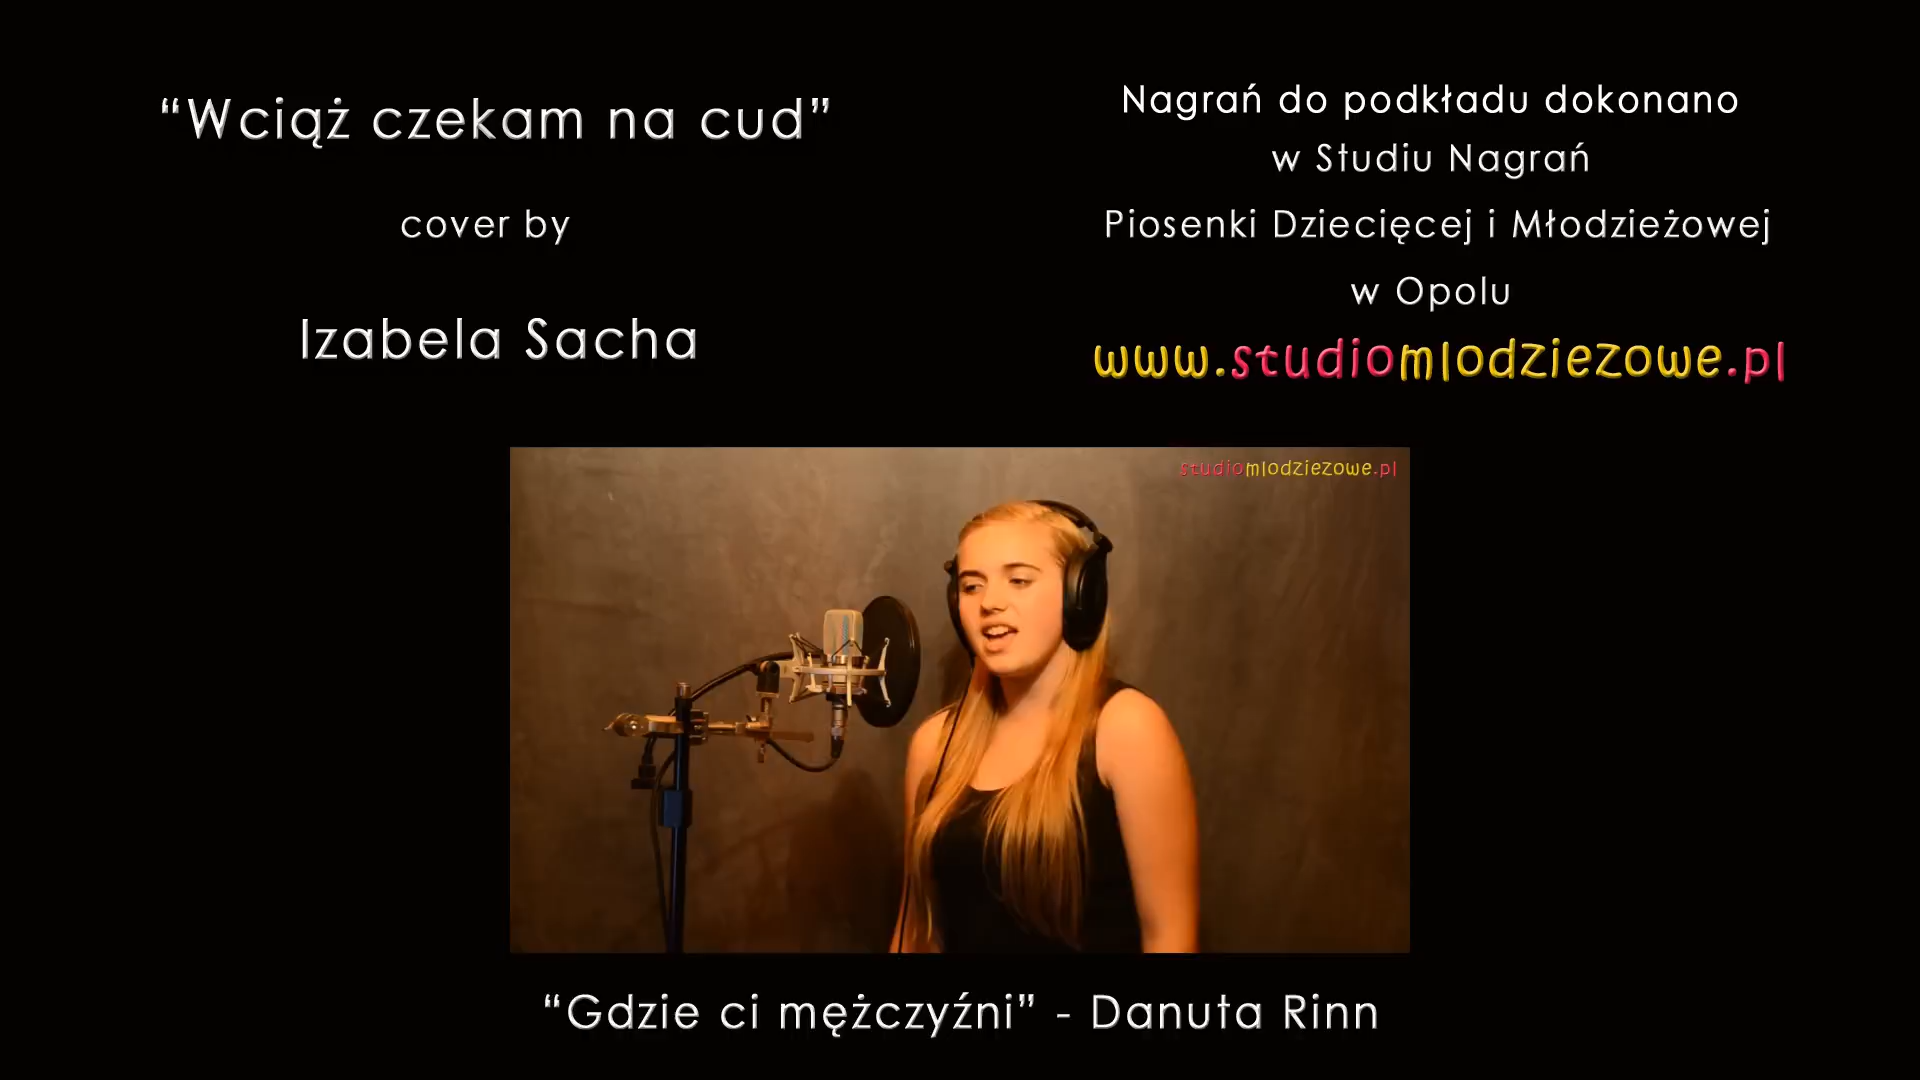 “Wciąż czekam na cud”
cover by
Izabela Sacha
Nagrań do podkładu dokonano
w Studiu Nagrań
Piosenki Dziecięcej i Młodzieżowej
w Opolu
www.studiomlodziezowe.pl
studiomlodziezowe.pl
“Gdzie ci mężczyźni” - Danuta Rinn